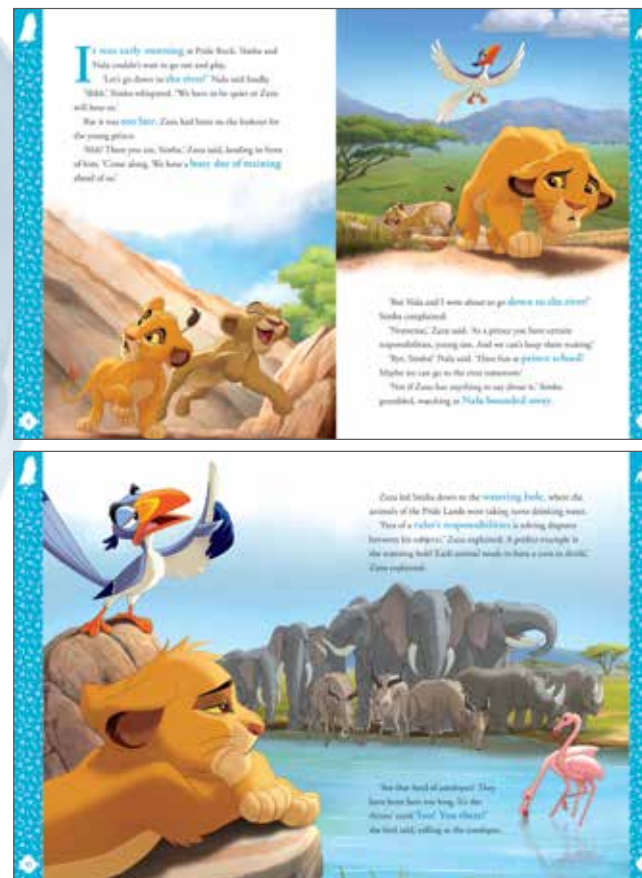 It was early morning at Pride Rock. Simba and
Nala couldn't wait to go out and play.
'Let's go down to the river!' Nala said loudly.
'Shhh,' Simba whispered. 'We have to be quiet or Zazu
will hear us.'
But it was too late. Zazu had been on the lookout for
the young prince.
'Ahh! There you are, Simba,' Zazu said, landing in front
of him. 'Come along. We have a busy day of training
ahead of us!'
'But Nala and I were about to go down to the river!'
Simba complained.
'Nonsense,' Zazu said. 'As a prince you have certain
responsibilities, young sire. And we can't keep them waiting!'
'Bye, Simba!' Nala said. 'Have fun at prince school!
Maybe we can go to the river tomorrow!'
'Not if Zazu has anything to say about it,' Simba
grumbled, watching as Nala bounded away.
Zazu led Simba down to the watering hole, where the
animals of the Pride Lands were taking turns drinking water.
'Part of a ruler's responsibilities is solving disputes
between his subjects,' Zazu explained. 'A perfect example is
the watering hole! Each animal needs to have a turn to drink,'
Zazu explained.
'See that herd of antelopes? They
have been here too long. It's the
rhinos' turn! You! You there!'
the bird said, calling to the antelopes.